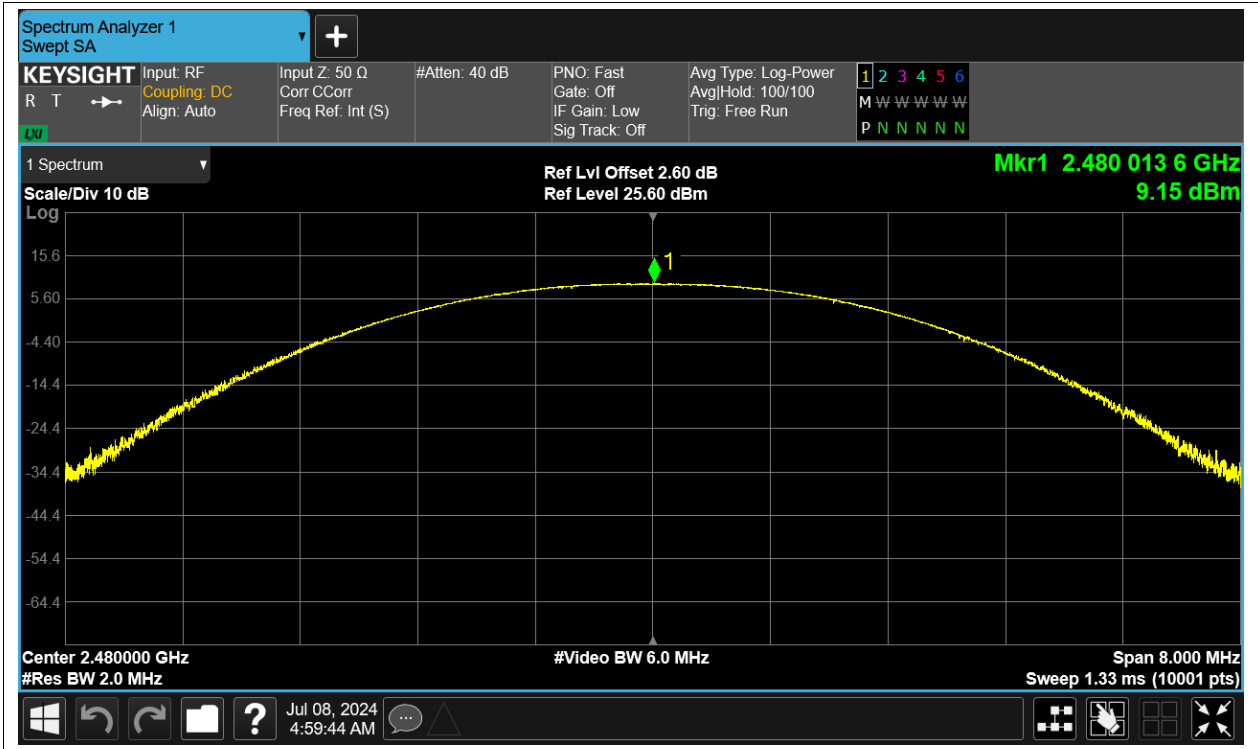 Spectrum Analyzer 1
Swept SA
KEYSIGHT
R T
LXI
Input: RF
Coupling: DC
Align: Auto
Input Z: 50 Ω
Corr CCorr
Freq Ref: Int (S)
#Atten: 40 dB
PNO: Fast
Gate: Off
IF Gain: Low
Sig Track: Off
Avg Type: Log-Power
Avg|Hold: 100/100
Trig: Free Run
1 2 3 4 5 6
M W W W W W
P N N N N N
1 Spectrum
Scale/Div 10 dB
Log
Ref Lvl Offset 2.60 dB
Ref Level 25.60 dBm
Mkr1 2.480 013 6 GHz
9.15 dBm
1
15.6
5.60
-4.40
-14.4
-24.4
-34.4
-44.4
-54.4
-64.4
Center 2.480000 GHz
#Res BW 2.0 MHz
#Video BW 6.0 MHz
Span 8.000 MHz
Sweep 1.33 ms (10001 pts)
?
Jul 08, 2024
4:59:44 AM